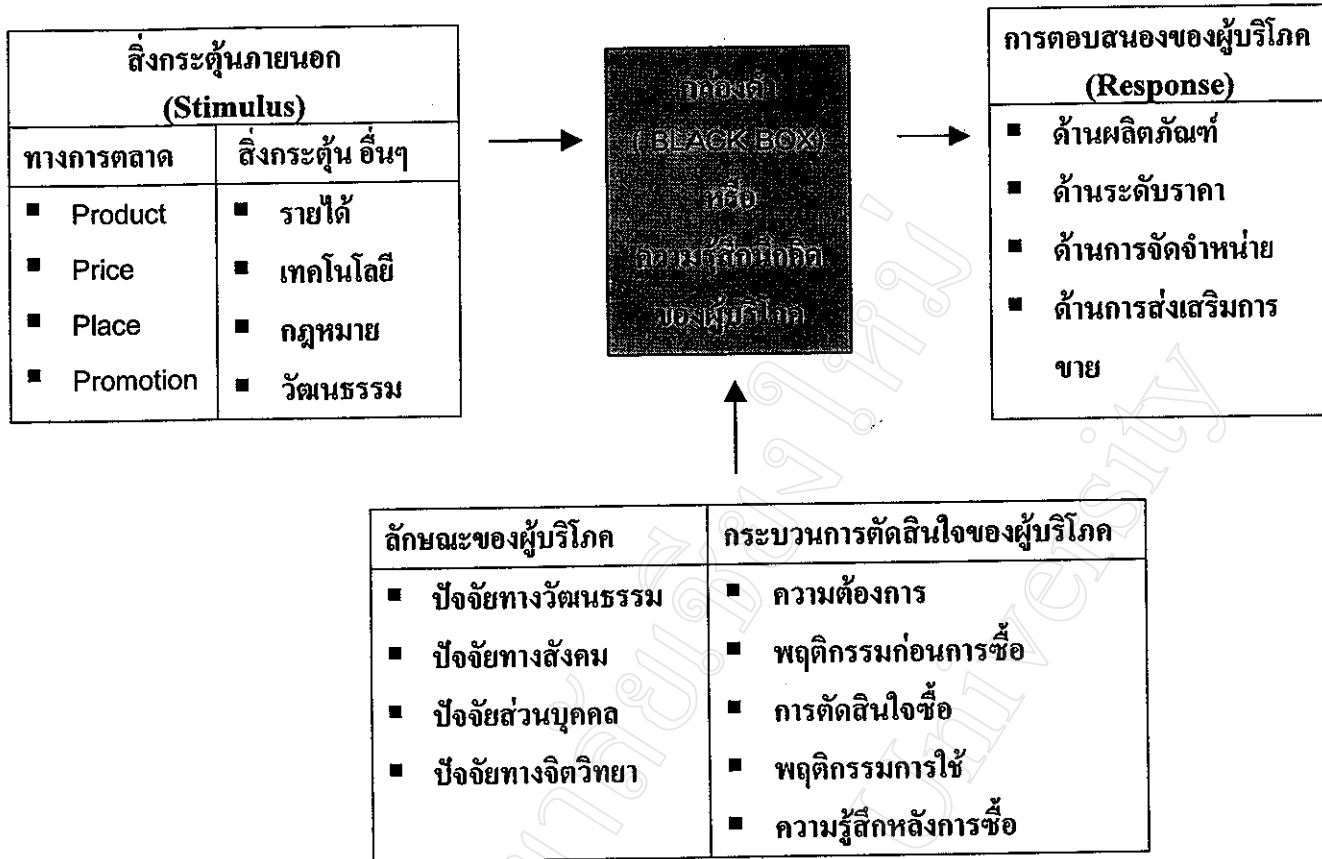 สิ่งกระตุ้นภายนอก
(Stimulus)
ทางการตลาด
สิ่งกระตุ้น อื่นๆ
■ Product
■ Price
■ Place
■ Promotion
■ รายได้
■ เทคโนโลยี
■ กฎหมาย
■ วัฒนธรรม
กล่องดำ
( BLACK BOX)
หรือ
ความรู้สึกนึกคิด
ของผู้บริโภค
การตอบสนองของผู้บริโภค
(Response)
■ ด้านผลิตภัณฑ์
■ ด้านระดับราคา
■ ด้านการจัดจำหน่าย
■ ด้านการส่งเสริมการ
ขาย
ลักษณะของผู้บริโภค
■ ปัจจัยทางวัฒนธรรม
■ ปัจจัยทางสังคม
■ ปัจจัยส่วนบุคคล
■ ปัจจัยทางจิตวิทยา
กระบวนการตัดสินใจของผู้บริโภค
■ ความต้องการ
■ พฤติกรรมก่อนการซื้อ
■ การตัดสินใจซื้อ
■ พฤติกรรมการใช้
■ ความรู้สึกหลังการซื้อ
University